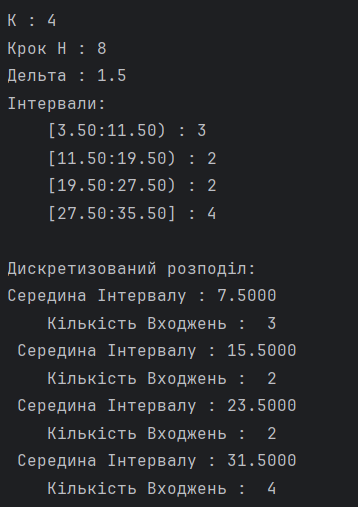 К : 4
Крок H : 8
Дельта : 1.5
Інтервали:
[3.50:11.50) : 3
[11.50:19.50) : 2
[19.50:27.50) : 2
[27.50:35.50] : 4
Дискретизований розподіл:
Середина Інтервалу : 7.5000
Кількість Входжень :  3
Середина Інтервалу : 15.5000
Кількість Входжень :  2
Середина Інтервалу : 23.5000
Кількість Входжень :  2
Середина Інтервалу : 31.5000
Кількість Входжень :  4